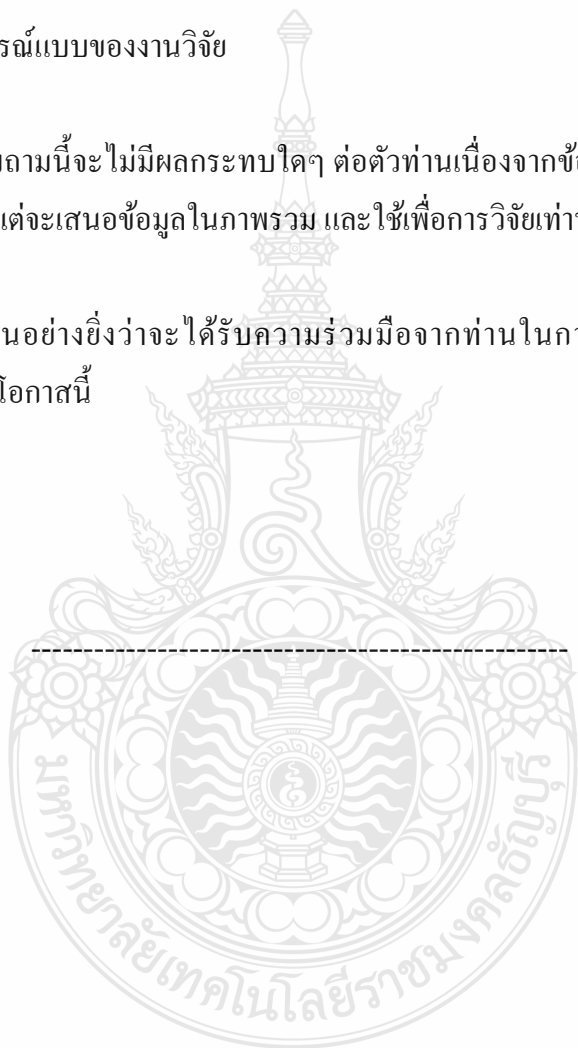 รณ์แบบของงานวิจัย
ถามนี้จะไม่มีผลกระทบใดๆ ต่อตัวท่านเนื่องจากข้อ
แต่จะเสนอข้อมูลในภาพรวม และใช้เพื่อการวิจัยเท่า
นอย่างยิ่งว่าจะได้รับความร่วมมือจากท่านในกา
โอกาสนี้
มหาวิทยาลัยเทคโนโลยีราชมงคลธัญบุรี